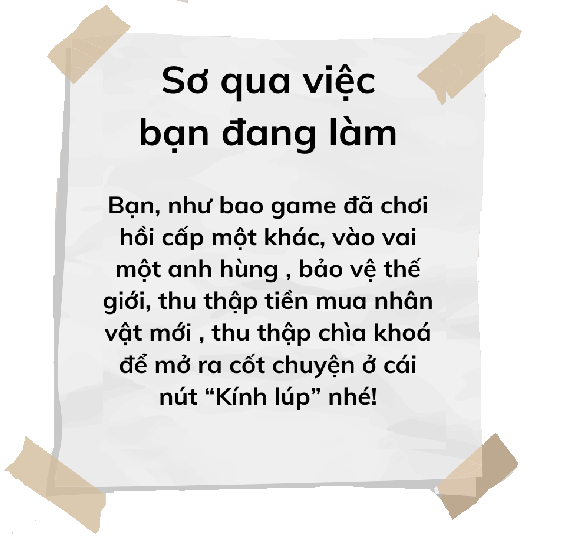 Sơ qua việc
bạn đang làm
Bạn, như bao game đã chơi
hồi cấp một khác, vào vai
một anh hùng , bảo vệ thế
giới, thu thập tiền mua nhân
vật mới , thu thập chìa khoá
để mở ra cốt chuyện ở cái
nút “Kính lúp” nhé!